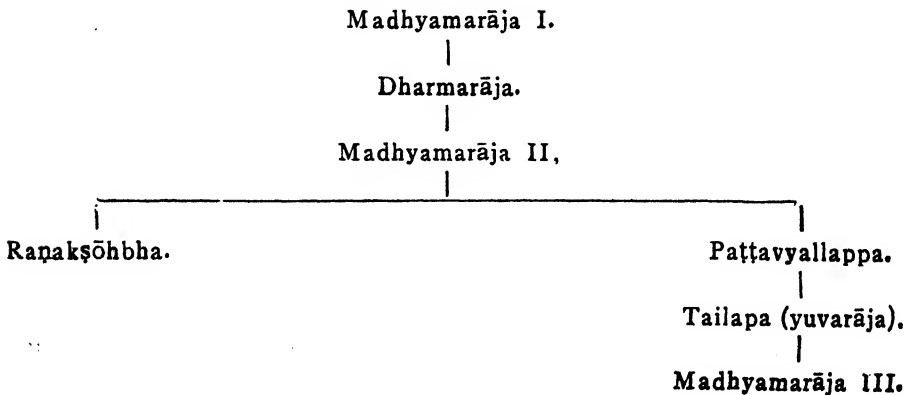 Madhyamarāja I.
Dharmarāja.
Madhyamarāja II,
Raṇakṣōhbha. Paṭṭavyallappa.
Tailapa (yuvarāja).
Madhyamarāja III.